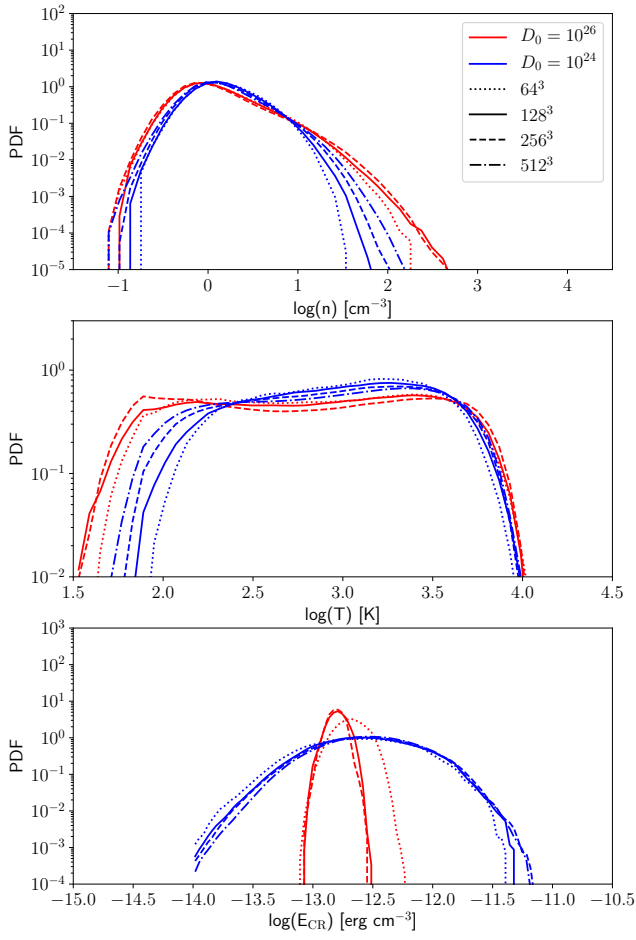 10^2
10^1
10^0
10^{-1}
10^{-2}
10^{-3}
10^{-4}
10^{-5}
PDF
D_0 = 10^{26}
D_0 = 10^{24}
64^3
128^3
256^3
512^3
−1 0 1 2 3 4
log(n) [cm^{−3}]
10^0
10^{-1}
10^{-2}
PDF
1.5 2.0 2.5 3.0 3.5 4.0 4.5
log(T) [K]
10^3
10^2
10^1
10^0
10^{-1}
10^{-2}
10^{-3}
10^{-4}
PDF
−15.0 −14.5 −14.0 −13.5 −13.0 −12.5 −12.0 −11.5 −11.0 −10.5
log(E_{CR}) [erg cm^{−3}]